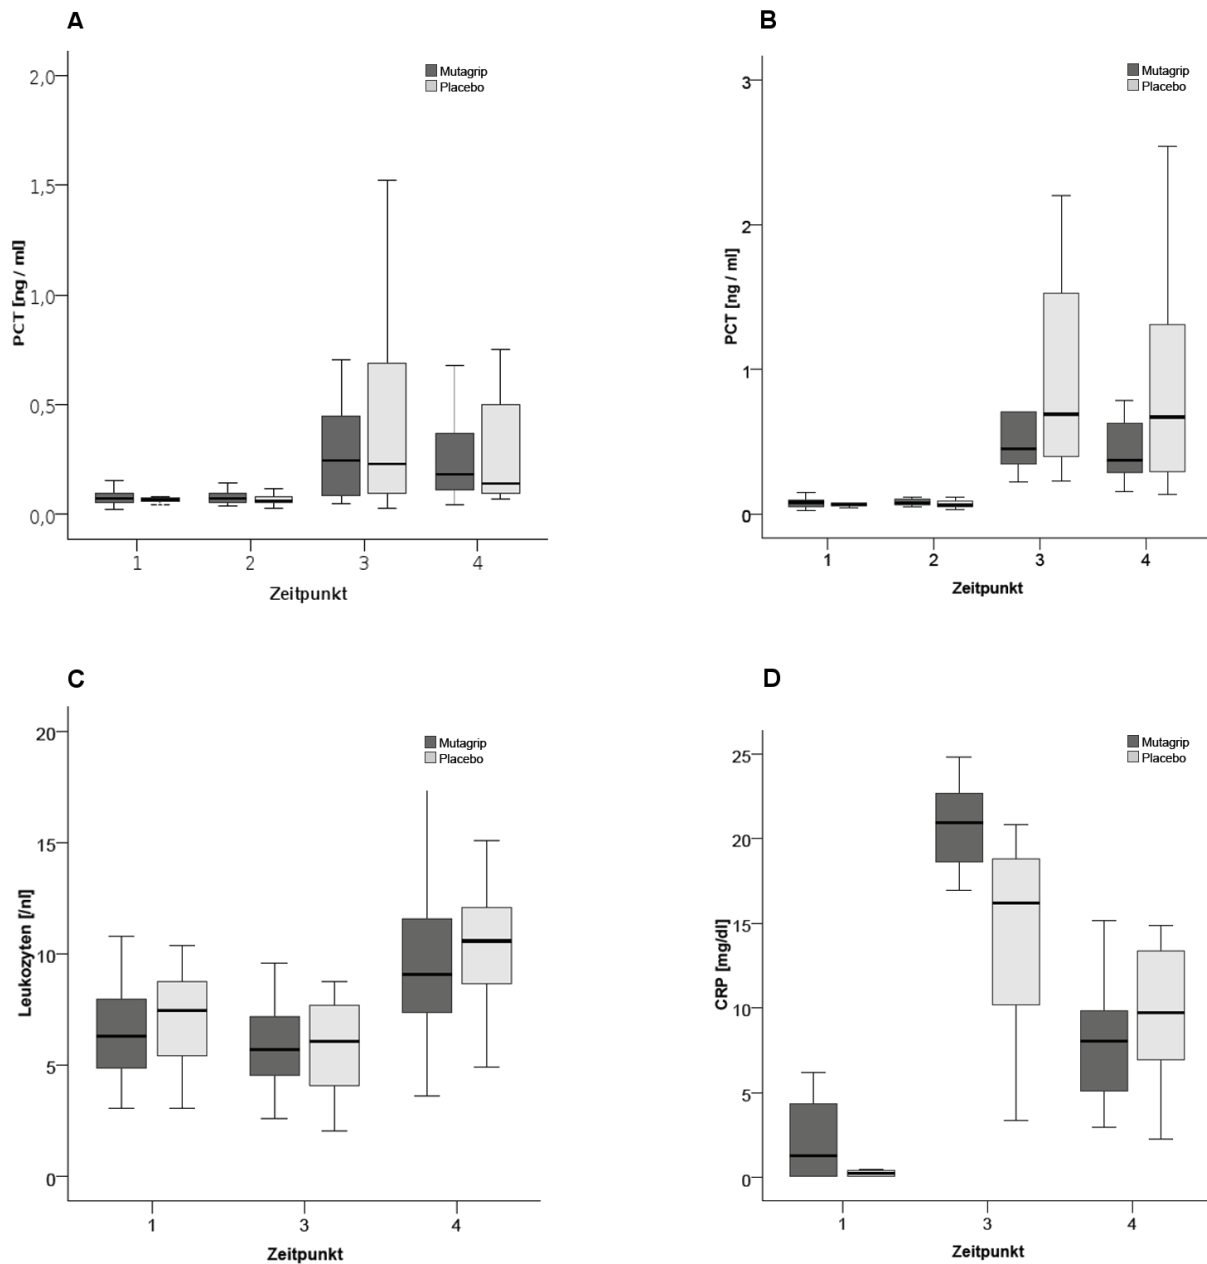 A
Mutagrip
Placebo
2,0
1,5
1,0
0,5
0,0
PCT [ng / ml]
1 2 3 4
Zeitpunkt
B
Mutagrip
Placebo
3
2
1
0
PCT [ng / ml]
1 2 3 4
Zeitpunkt
C
Mutagrip
Placebo
20
15
10
5
0
Leukozyten [/nl]
1 3 4
Zeitpunkt
D
Mutagrip
Placebo
25
20
15
10
5
0
CRP [mg/dl]
1 3 4
Zeitpunkt